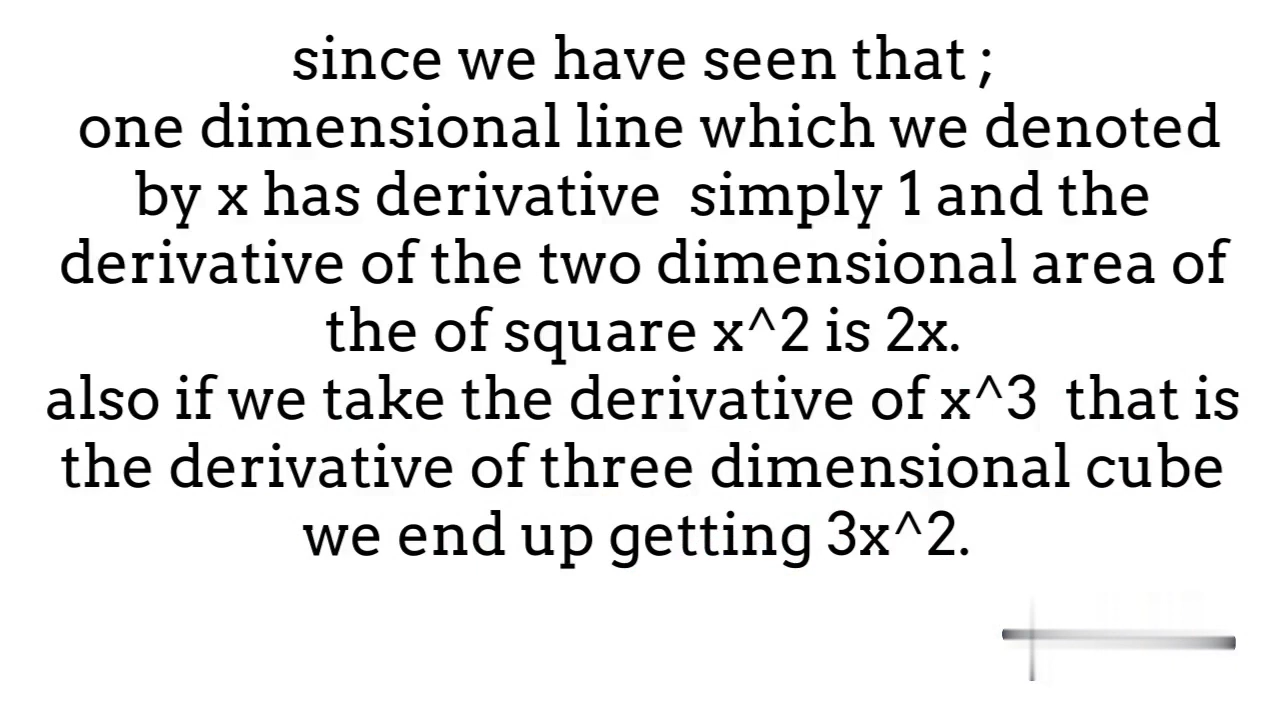 since we have seen that ;
one dimensional line which we denoted
by x has derivative  simply 1 and the
derivative of the two dimensional area of
the of square x^2 is 2x.
also if we take the derivative of x^3  that is
the derivative of three dimensional cube
we end up getting 3x^2.